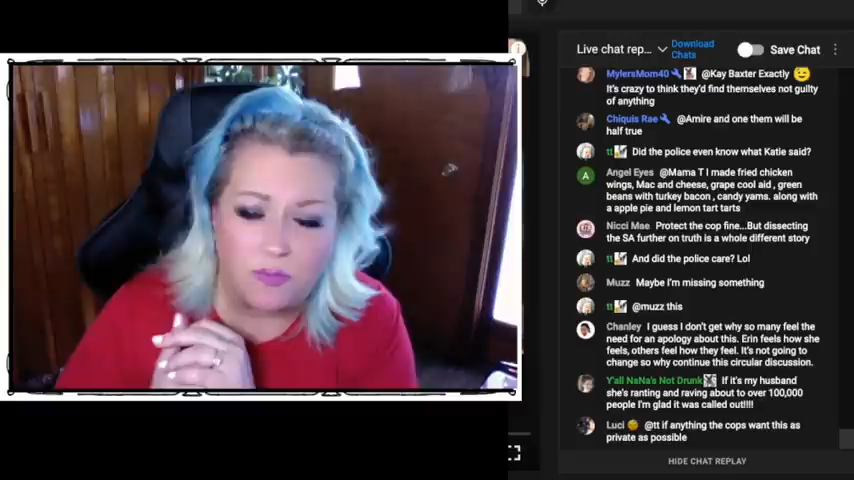 Live chat rep...
Download
Chats
Save Chat
MylersMom40 @Kay Baxter Exactly
It's crazy to think they'd find themselves not guilty
of anything
Chiquis Rae @Amire and one them will be
half true
tt Did the police even know what Katie said?
A
Angel Eyes @Mama T I made fried chicken
wings, Mac and cheese, grape cool aid , green
beans with turkey bacon , candy yams. along with
a apple pie and lemon tart tarts
Nicci Mae Protect the cop fine...But dissecting
the SA further on truth is a whole different story
tt And did the police care? Lol
Muzz Maybe I'm missing something
tt @muzz this
Chanley I guess I don't get why so many feel the
need for an apology about this. Erin feels how she
feels, others feel how they feel. It's not going to
change so why continue this circular discussion.
Y'all NaNa's Not Drunk If it's my husband
she's ranting and raving about to over 100,000
people I'm glad it was called out!!!!
Luci @tt if anything the cops want this as
private as possible
HIDE CHAT REPLAY